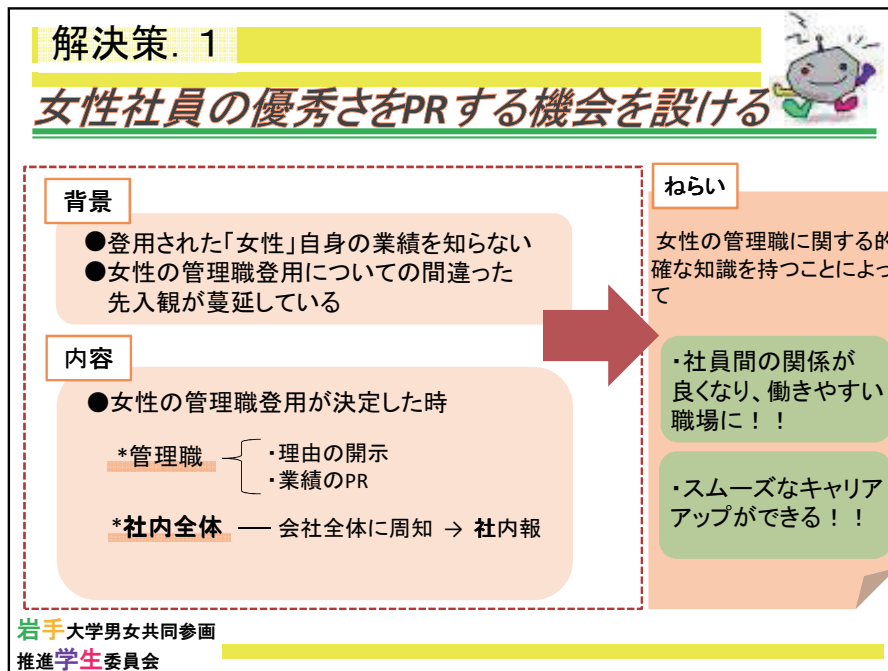 解決策.1
女性社員の優秀さをPRする機会を設ける
背景
●登用された「女性」自身の業績を知らない
●女性の管理職登用についての間違った
先入観が蔓延している
内容
●女性の管理職登用が決定した時
*管理職
・理由の開示
・業績のPR
*社内全体 — 会社全体に周知 → 社内報
ねらい
女性の管理職に関する的
確な知識を持つことによっ
て
・社員間の関係が
良くなり、働きやすい
職場に！！
・スムーズなキャリア
アップができる！！
岩手大学男女共同参画
推進学生委員会